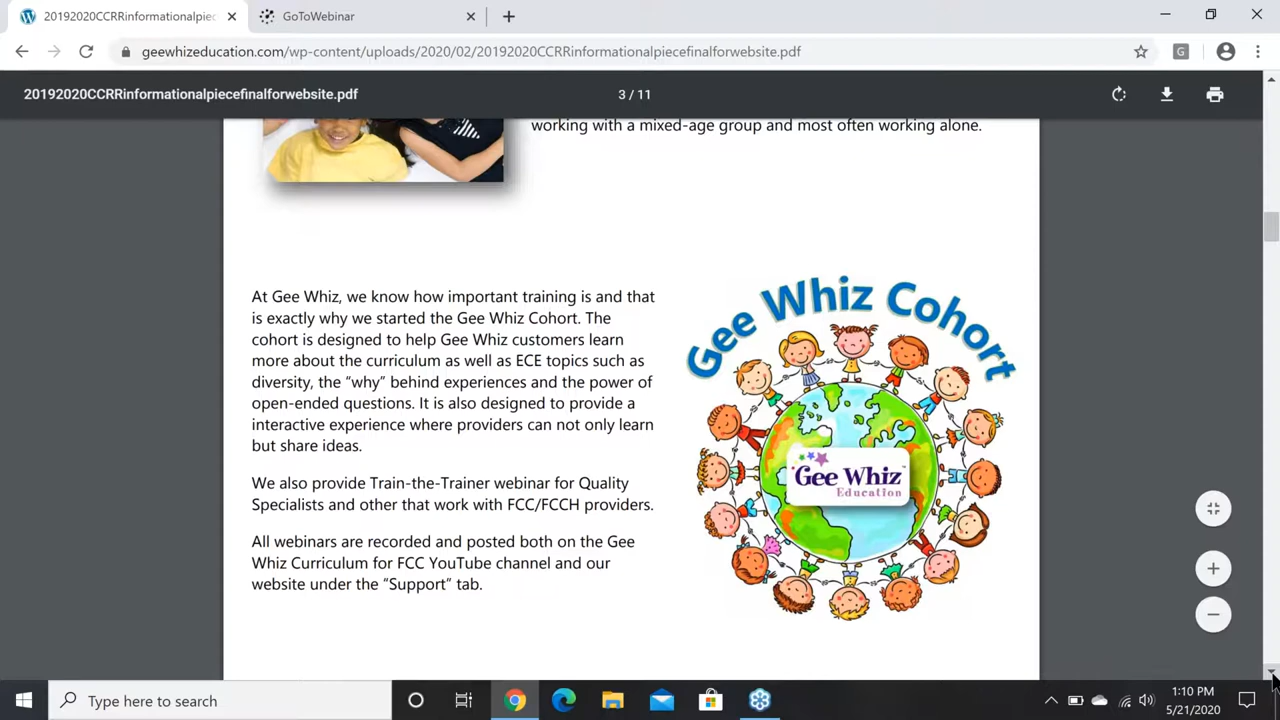 20192020CCRRinformationalpiec
GoToWebinar
geewhizeducation.com/wp-content/uploads/2020/02/20192020CCRRinformationalpiecefinalforwebsite.pdf
G
20192020CCRRinformationalpiecefinalforwebsite.pdf
3 / 11
working with a mixed-age group and most often working alone.
Gee Whiz Cohort
At Gee Whiz, we know how important training is and that
is exactly why we started the Gee Whiz Cohort. The
cohort is designed to help Gee Whiz customers learn
more about the curriculum as well as ECE topics such as
diversity, the “why” behind experiences and the power of
open-ended questions. It is also designed to provide a
interactive experience where providers can not only learn
but share ideas.
Gee Whiz™
Education
We also provide Train-the-Trainer webinar for Quality
Specialists and other that work with FCC/FCCH providers.
All webinars are recorded and posted both on the Gee
Whiz Curriculum for FCC YouTube channel and our
website under the “Support” tab.
Type here to search
1:10 PM
5/21/2020